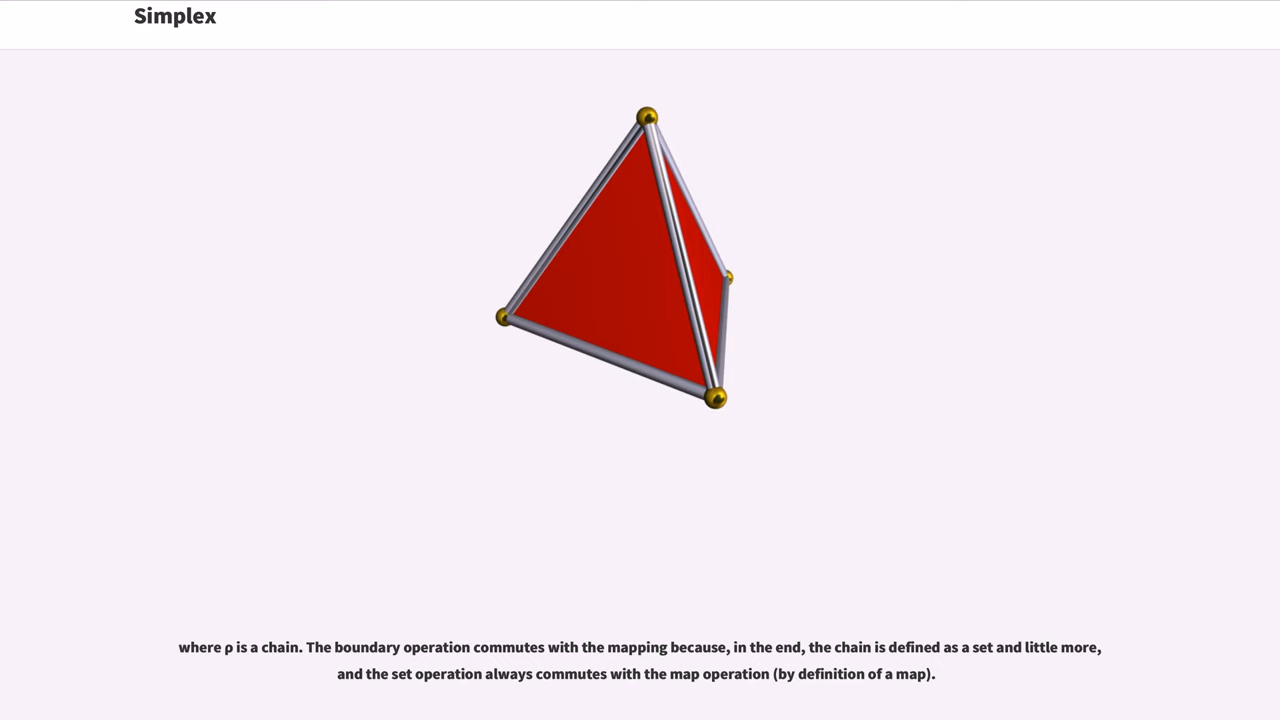 Simplex
where ρ is a chain. The boundary operation commutes with the mapping because, in the end, the chain is defined as a set and little more,
and the set operation always commutes with the map operation (by definition of a map).